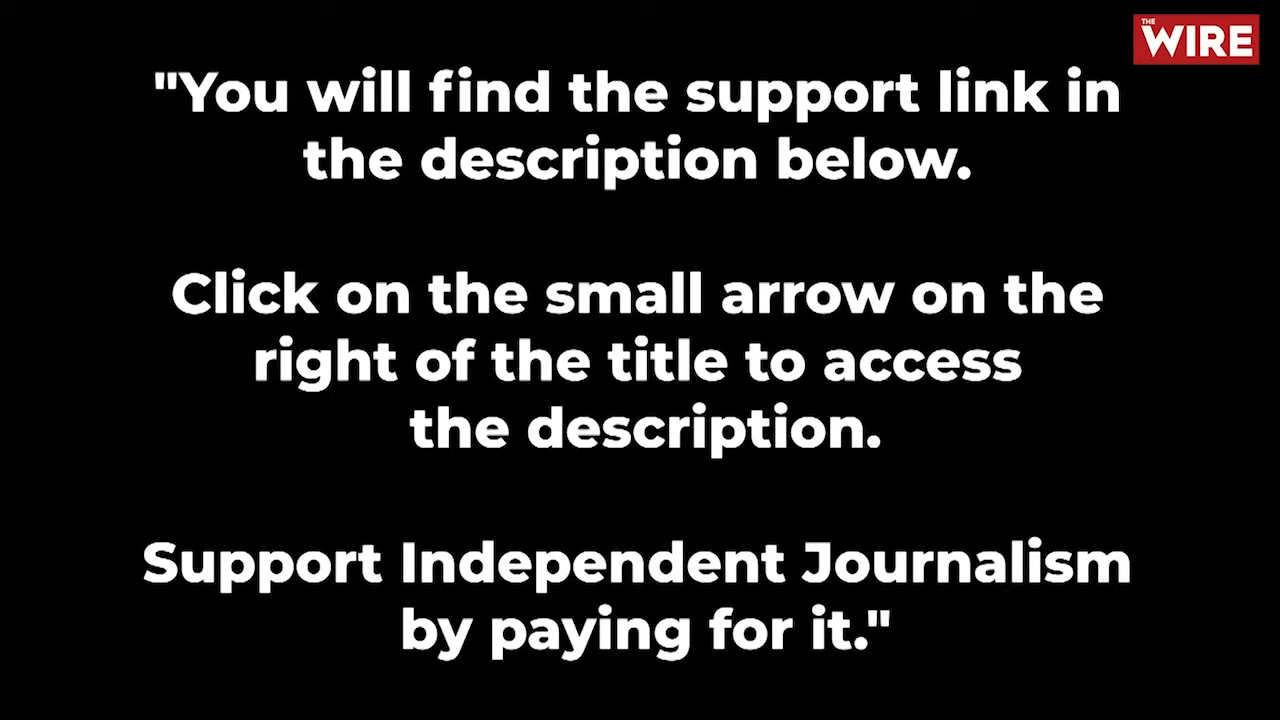 THE
WIRE
"You will find the support link in
the description below.
Click on the small arrow on the
right of the title to access
the description.
Support Independent Journalism
by paying for it."